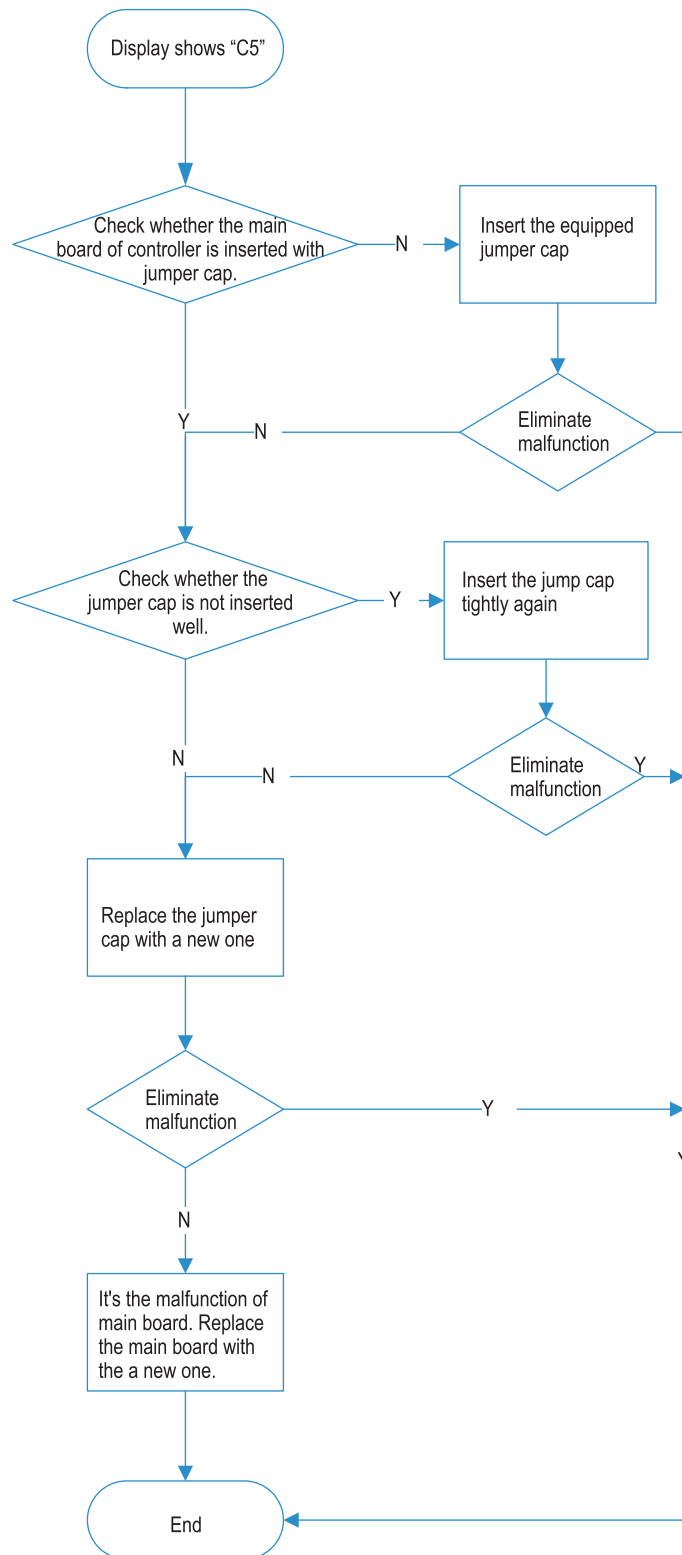 Display shows “C5”
Check whether the main
board of controller is inserted with
jumper cap.
N
Insert the equipped
jumper cap
Y
N
Eliminate
malfunction
Check whether the
jumper cap is not inserted
well.
Y
Insert the jump cap
tightly again
N
N
Eliminate
malfunction
Y
Replace the jumper
cap with a new one
Eliminate
malfunction
Y
N
It's the malfunction of
main board. Replace
the main board with
the a new one.
End